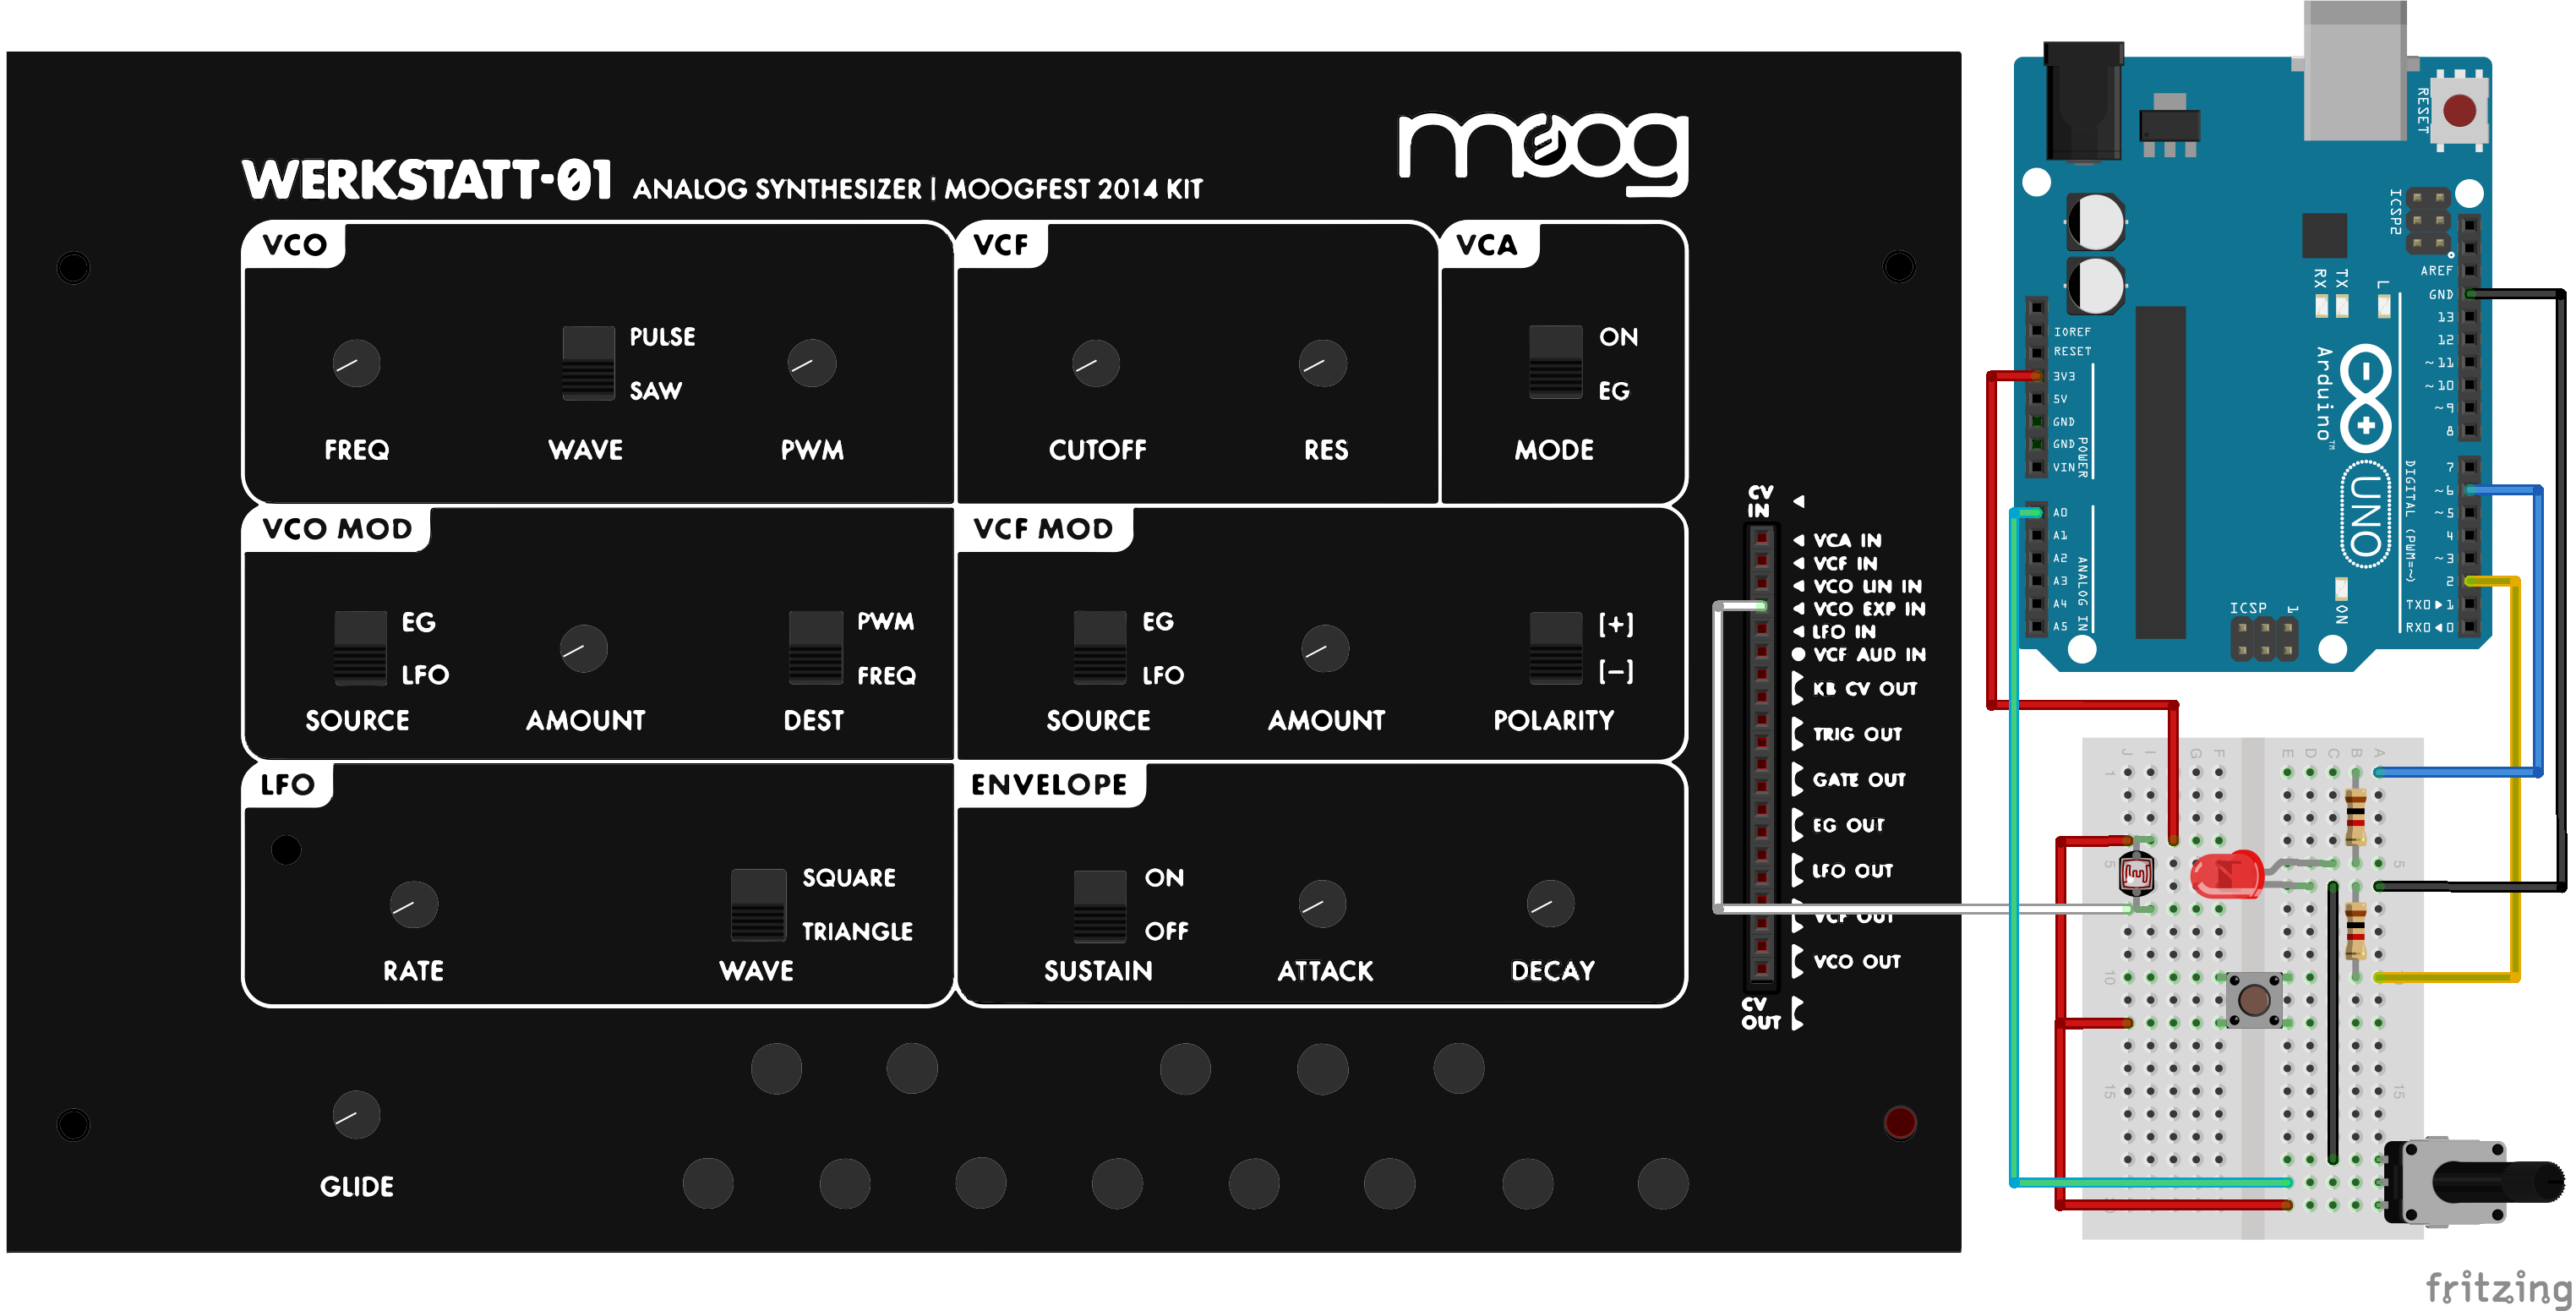 moog
WERKSTATT-01 ANALOG SYNTHESIZER | MOOGFEST 2014 KIT
VCO
PULSE
SAW
FREQ
WAVE
PWM
VCF
CUTOFF
RES
VCA
ON
EG
MODE
VCO MOD
EG
LFO
SOURCE
AMOUNT
PWM
FREQ
DEST
VCF MOD
EG
LFO
SOURCE
AMOUNT
[+]
[-]
POLARITY
LFO
RATE
SQUARE
TRIANGLE
WAVE
ENVELOPE
ON
OFF
SUSTAIN
ATTACK
DECAY
GLIDE
CV
IN
VCA IN
VCF IN
VCO LIN IN
VCO EXP IN
LFO IN
VCF AUD IN
KB CV OUT
TRIG OUT
GATE OUT
EG OUT
LFO OUT
VCF OUT
VCO OUT
CV
OUT
RESET
ICSP2
AREF
GND
13
12
~11
~10
~9
8
7
~6
~5
4
~3
2
TX0▶1
RX0◀0
DIGITAL (PWM=~)
RX
TX
L
Arduino™
UNO
ON
ICSP
1
IOREF
RESET
3V3
5V
GND
GND
VIN
POWER
A0
A1
A2
A3
A4
A5
ANALOG IN
J I G F E D C B A
1
5
5
10
15
15
fritzing